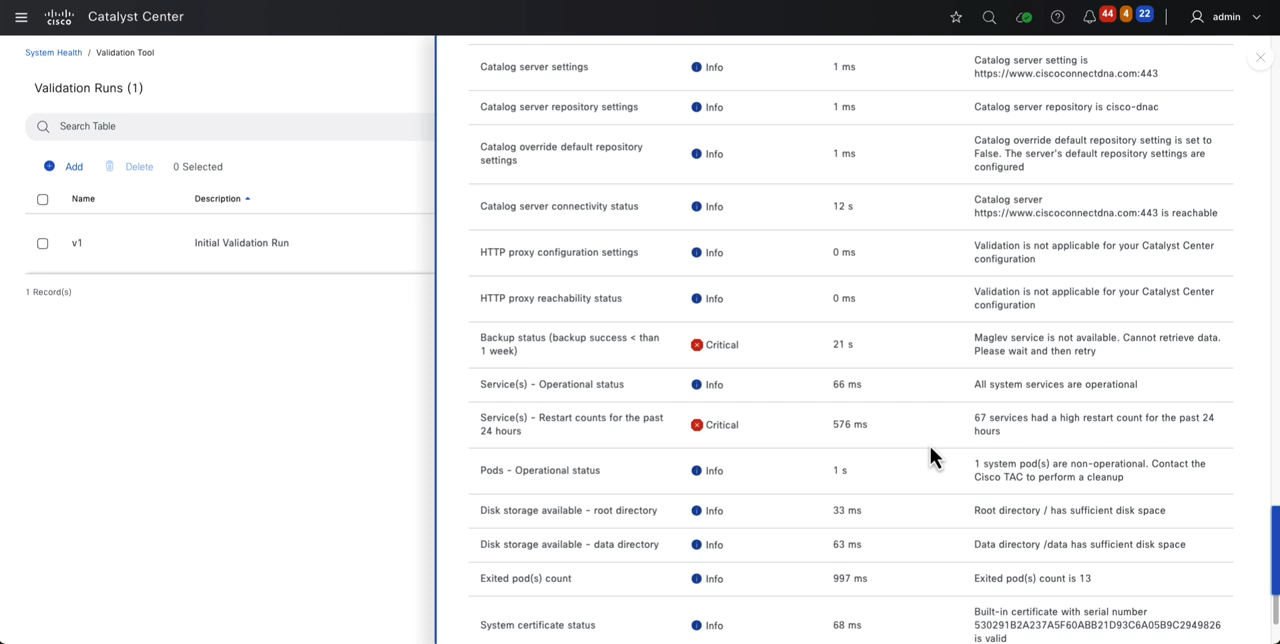 cisco
Catalyst Center
44
4
22
admin
System Health / Validation Tool
Validation Runs (1)
Search Table
Add
Delete
0 Selected
Name
Description
v1
Initial Validation Run
1 Record(s)
Catalog server settings
Info
1 ms
Catalog server setting is
https://www.ciscoconnectdna.com:443
Catalog server repository settings
Info
1 ms
Catalog server repository is cisco-dnac
Catalog override default repository
settings
Info
1 ms
Catalog override default repository setting is set to
False. The server's default repository settings are
configured
Catalog server connectivity status
Info
12 s
Catalog server
https://www.ciscoconnectdna.com:443 is reachable
HTTP proxy configuration settings
Info
0 ms
Validation is not applicable for your Catalyst Center
configuration
HTTP proxy reachability status
Info
0 ms
Validation is not applicable for your Catalyst Center
configuration
Backup status (backup success < than
1 week)
Critical
21 s
Maglev service is not available. Cannot retrieve data.
Please wait and then retry
Service(s) - Operational status
Info
66 ms
All system services are operational
Service(s) - Restart counts for the past
24 hours
Critical
576 ms
67 services had a high restart count for the past 24
hours
Pods - Operational status
Info
1 s
1 system pod(s) are non-operational. Contact the
Cisco TAC to perform a cleanup
Disk storage available - root directory
Info
33 ms
Root directory / has sufficient disk space
Disk storage available - data directory
Info
63 ms
Data directory /data has sufficient disk space
Exited pod(s) count
Info
997 ms
Exited pod(s) count is 13
System certificate status
Info
68 ms
Built-in certificate with serial number
530291B2A237A5F60ABB21D93C6A05B9C2949826
is valid